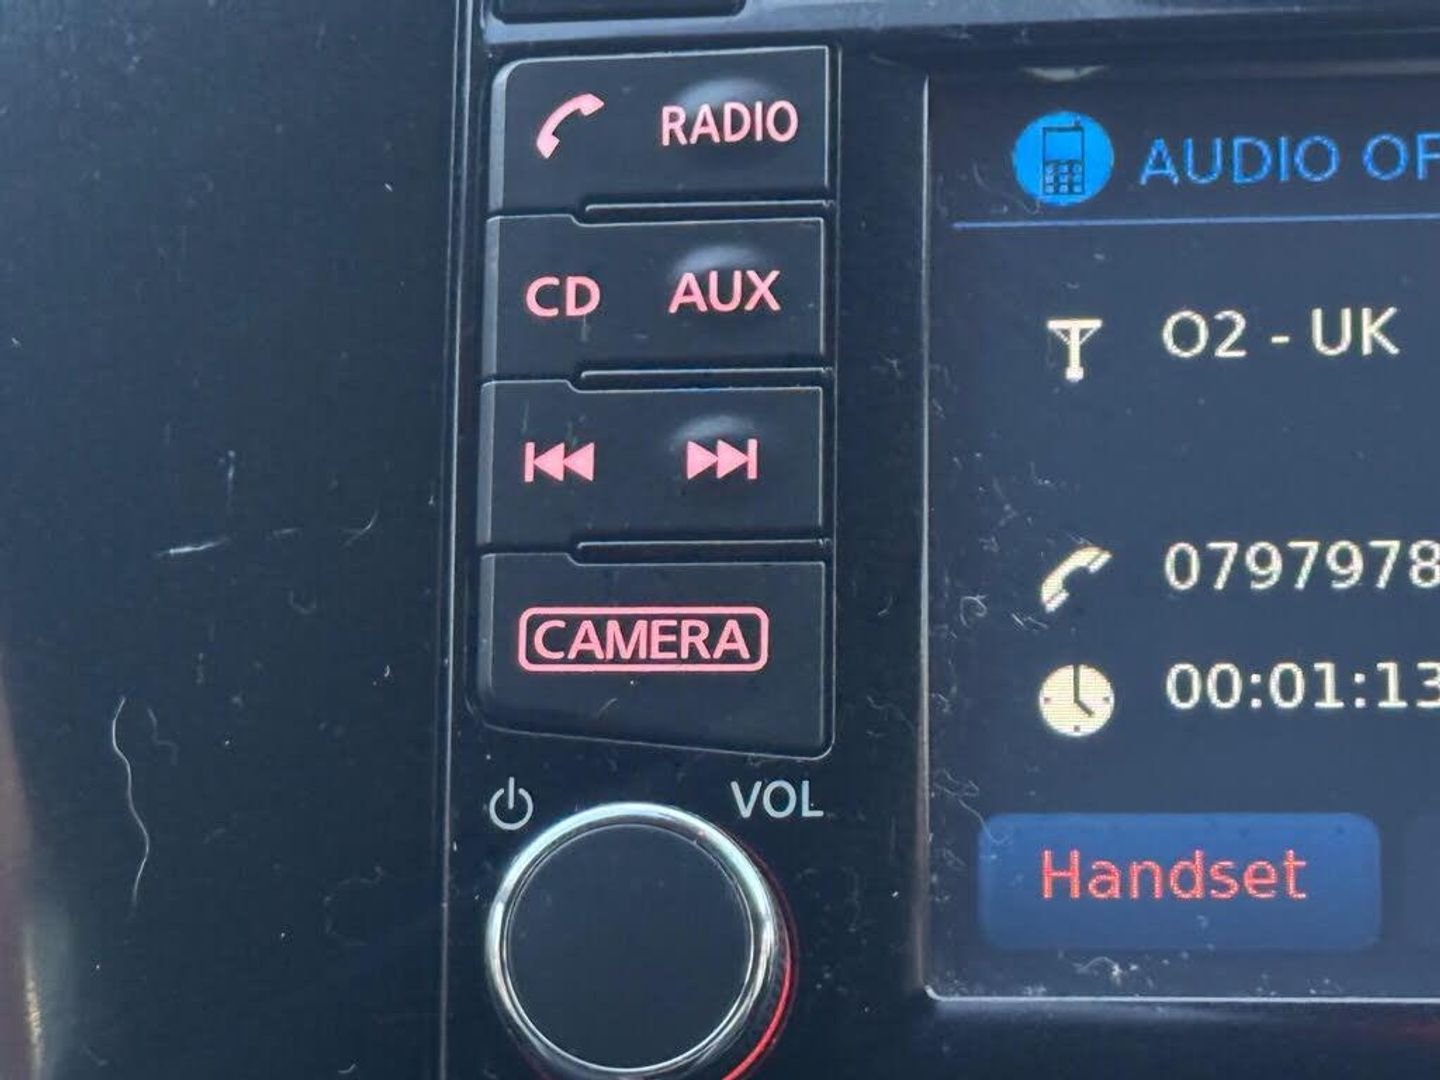 RADIO
CD AUX
CAMERA
VOL
AUDIO OF
O2 - UK
0797978
00:01:13
Handset